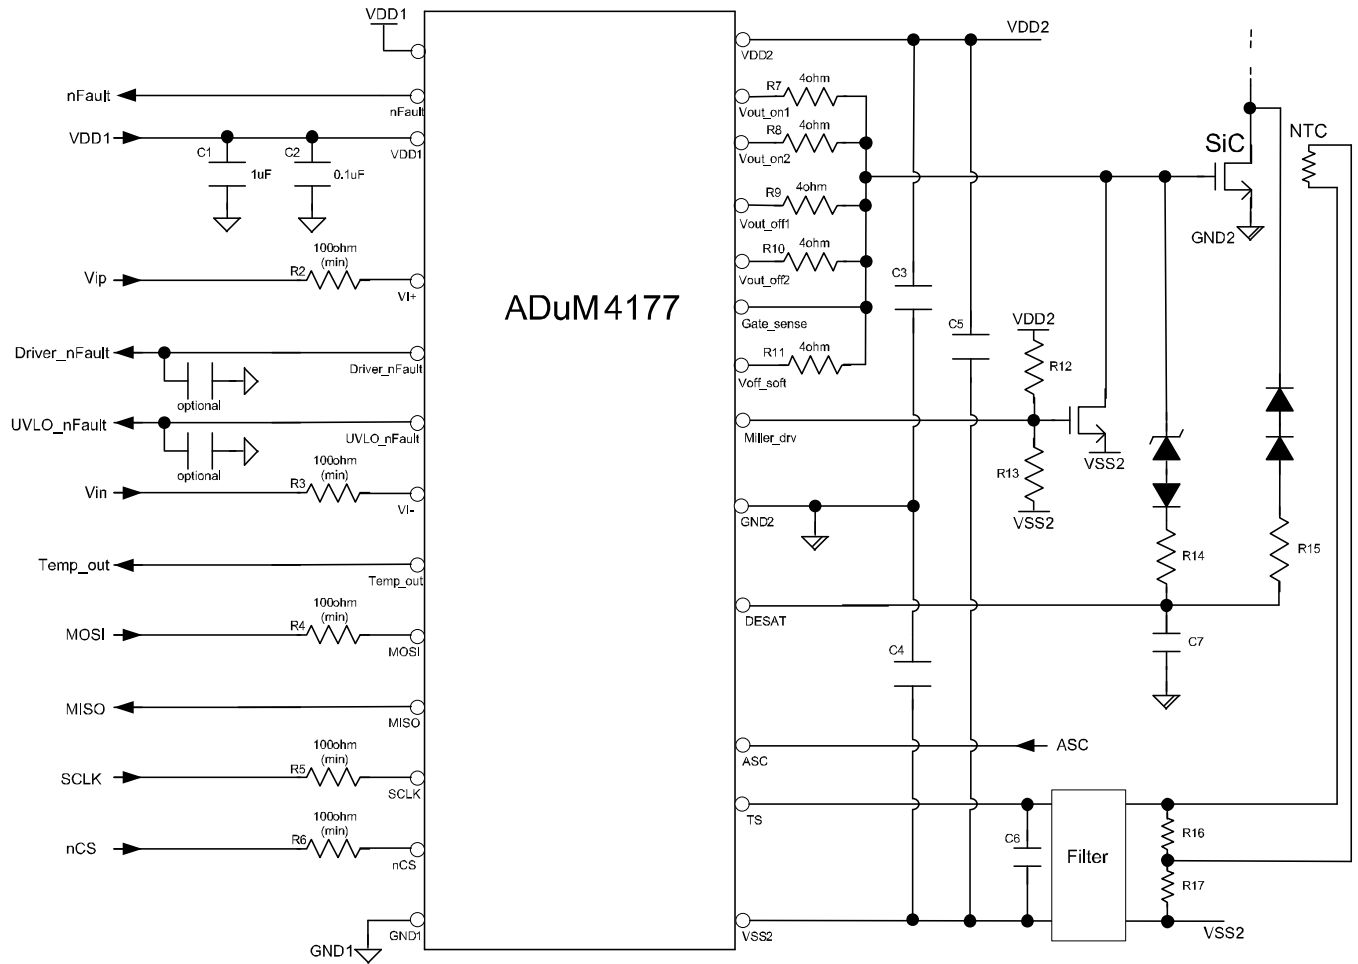 VDD1
VDD2
VDD2
nFault
nFault
R7
4ohm
Vout_on1
VDD1
C1
1uF
C2
0.1uF
VDD1
R8
4ohm
Vout_on2
SiC
NTC
R9
4ohm
Vout_off1
GND2
100ohm
(min)
Vip
R2
VI+
R10
4ohm
Vout_off2
C3
ADuM4177
Gate_sense
C5
VDD2
Driver_nFault
Driver_nFault
optional
R11
4ohm
Voff_soft
R12
UVLO_nFault
UVLO_nFault
optional
Miller_drv
VSS2
R13
VSS2
100ohm
(min)
Vin
R3
VI-
GND2
R14
R15
Temp_out
Temp_out
100ohm
(min)
MOSI
R4
MOSI
DESAT
C7
C4
MISO
MISO
ASC
ASC
100ohm
(min)
SCLK
R5
SCLK
TS
100ohm
(min)
nCS
R6
nCS
C6
Filter
R16
R17
GND1
GND1
VSS2
VSS2